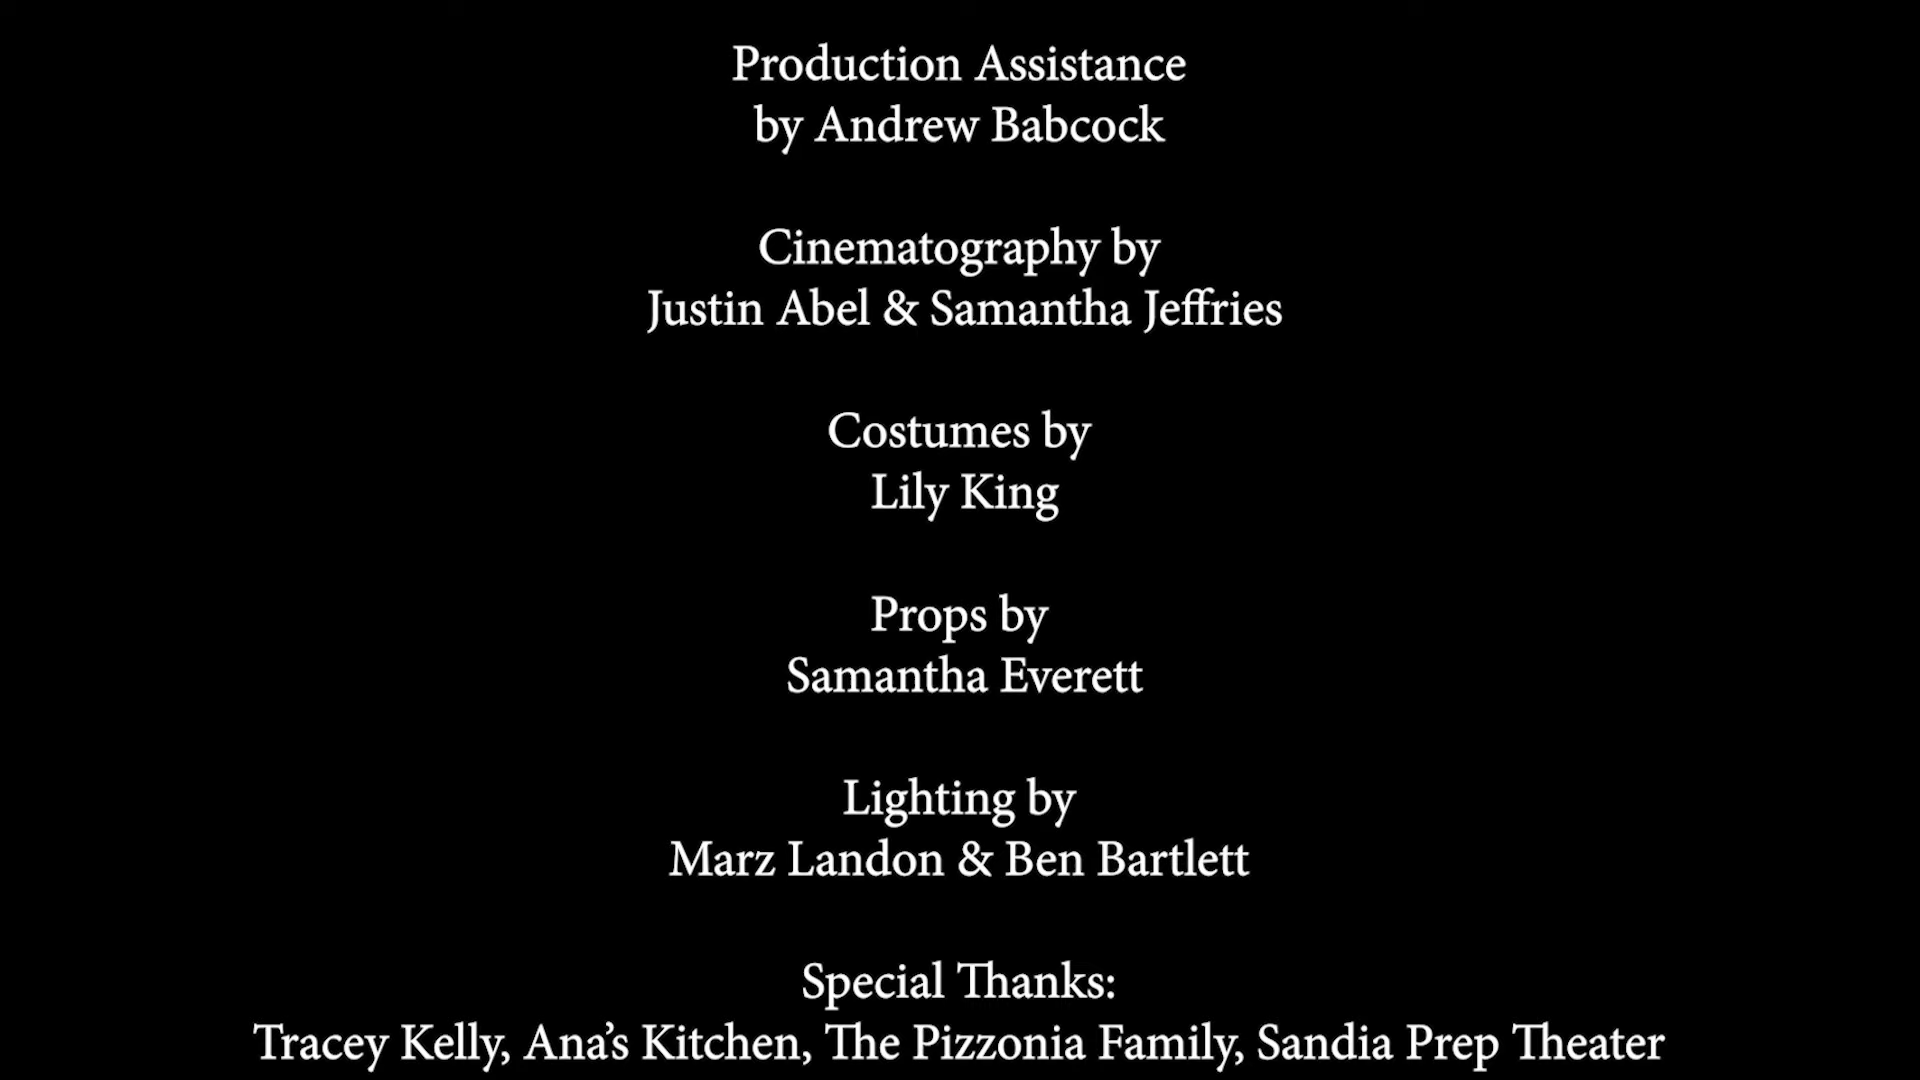 Production Assistance
by Andrew Babcock
Cinematography by
Justin Abel & Samantha Jeffries
Costumes by
Lily King
Props by
Samantha Everett
Lighting by
Marz Landon & Ben Bartlett
Special Thanks:
Tracey Kelly, Ana’s Kitchen, The Pizzonia Family, Sandia Prep Theater